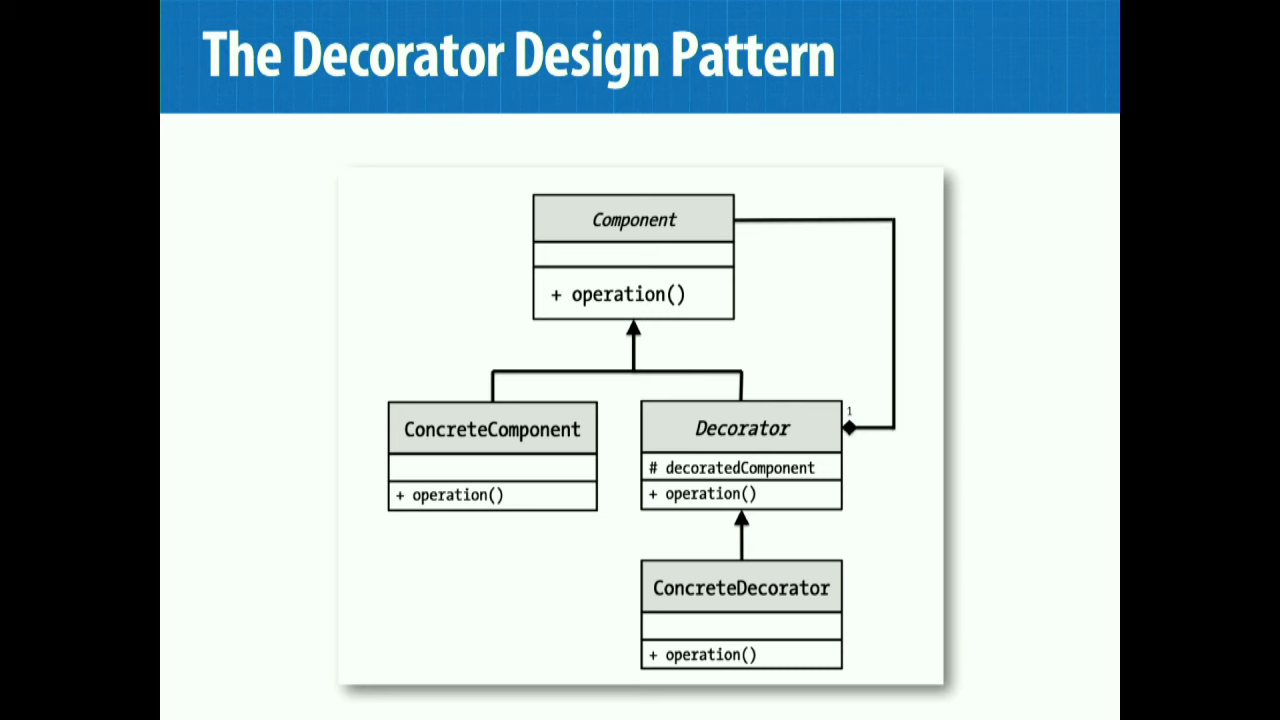 The Decorator Design Pattern
Component
+ operation()
ConcreteComponent
+ operation()
1
Decorator
# decoratedComponent
+ operation()
ConcreteDecorator
+ operation()